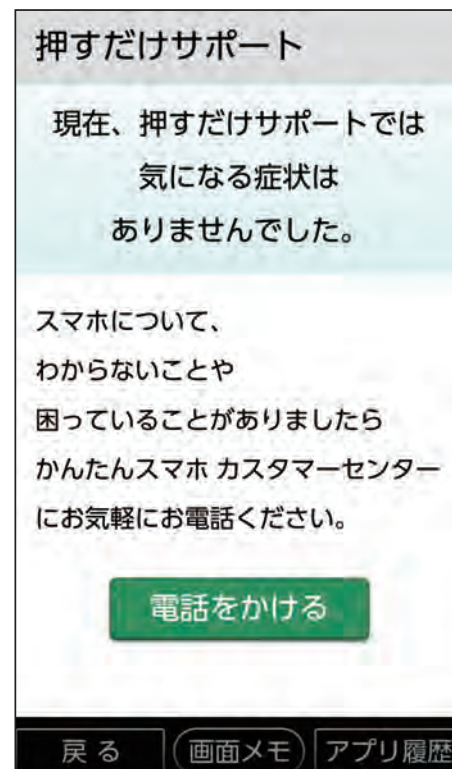 押すだけサポート
現在、押すだけサポートでは
気になる症状は
ありませんでした。
スマホについて、
わからないことや
困っていることがありましたら
かんたんスマホ カスタマーセンター
にお気軽にお電話ください。
電話をかける
戻る 画面メモ アプリ履歴